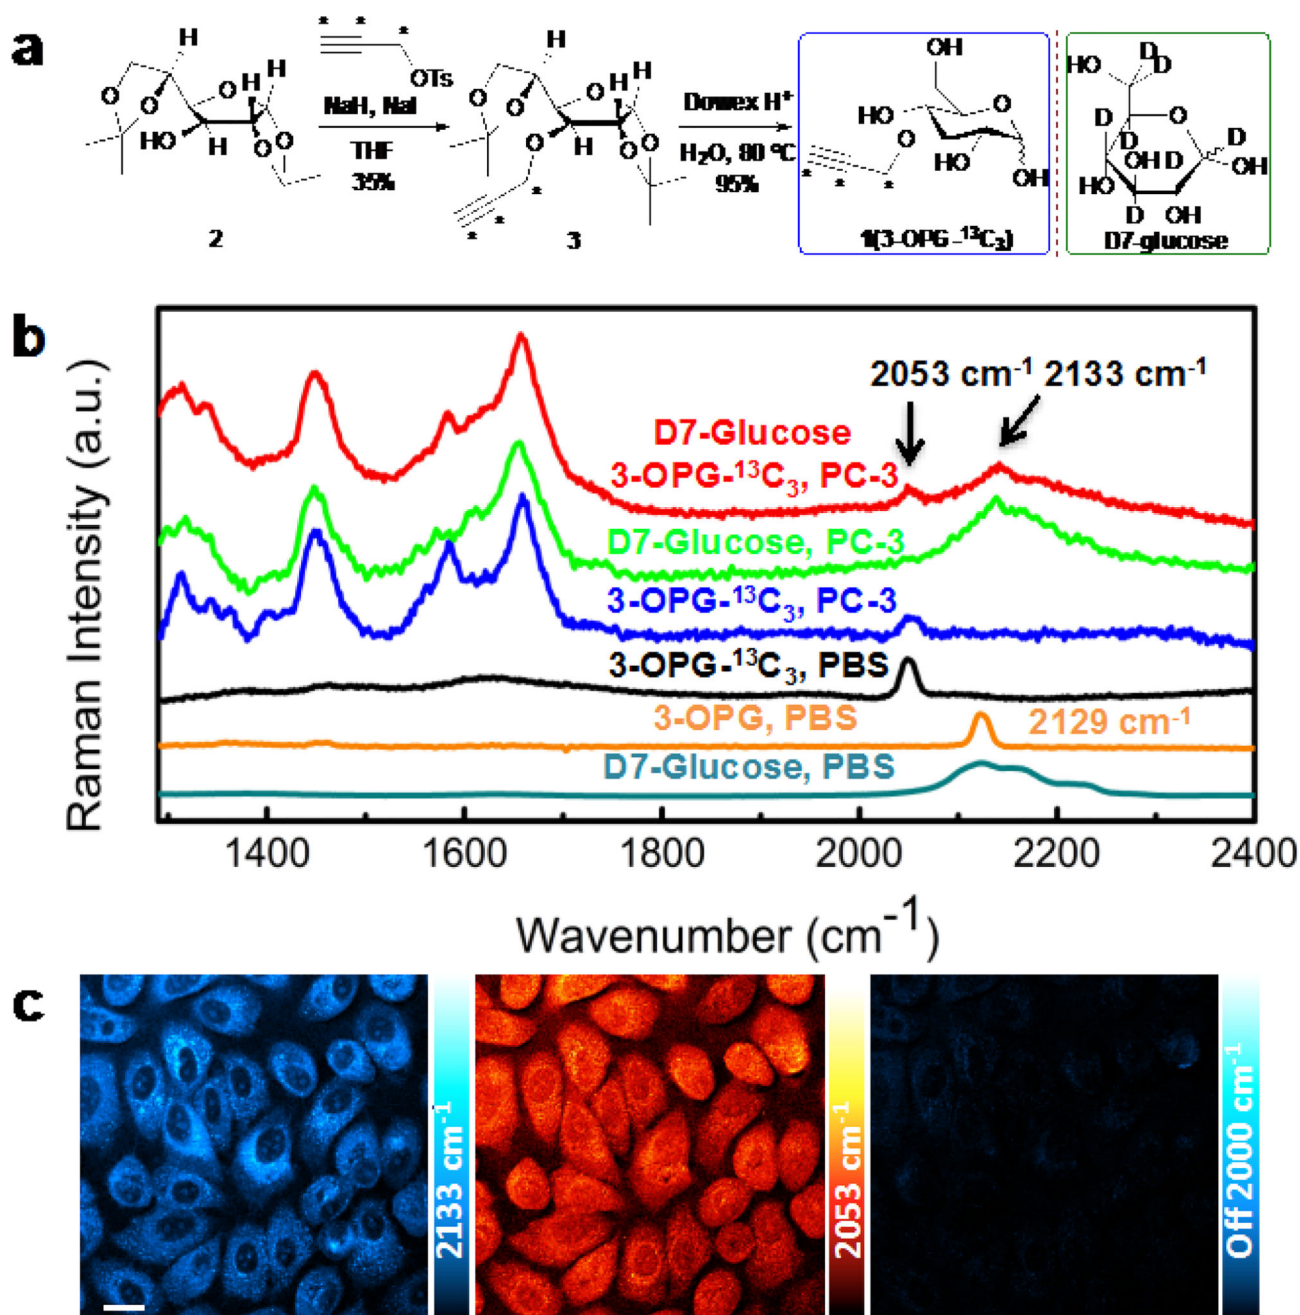 a
* * *
OTs
H
H
H
O
O
O
HO
H
O
O
2
NaH, NaI
THF
35%
H
H
H
O
O
O
O
H
O
O
*
*
*
3
Dowex H⁺
H₂O, 80 °C
95%
OH
HO
O
O
HO
OH
*
*
*
1(3-OPG-¹³C₃)
D
HO
D
O
D
D
D
OH
D
OH
HO
D
OH
D7-glucose
b
Raman Intensity (a.u.)
2053 cm⁻¹ 2133 cm⁻¹
D7-Glucose
3-OPG-¹³C₃, PC-3
D7-Glucose, PC-3
3-OPG-¹³C₃, PC-3
3-OPG-¹³C₃, PBS
3-OPG, PBS
2129 cm⁻¹
D7-Glucose, PBS
1400 1600 1800 2000 2200 2400
Wavenumber (cm⁻¹)
c
2133 cm⁻¹
2053 cm⁻¹
Off 2000 cm⁻¹